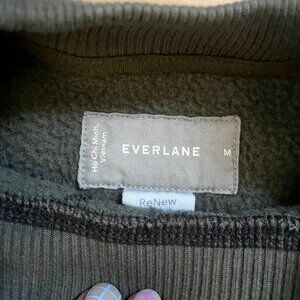 Ho Chi Minh,
Vietnam
EVERLANE
M
ReNew